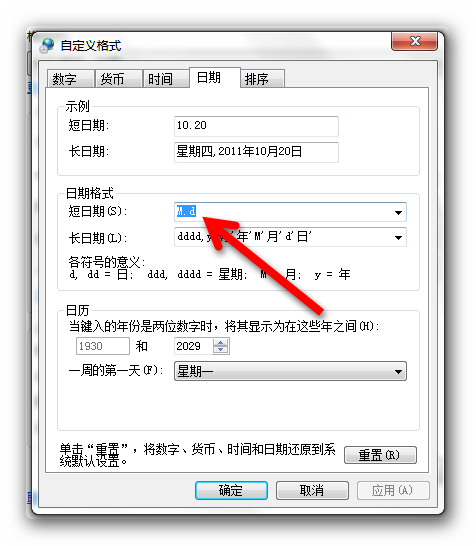 自定义格式
数字 货币 时间 日期 排序
示例
短日期: 10.20
长日期: 星期四,2011年10月20日
日期格式
短日期(S): M.d
长日期(L): dddd,y 年'M'月'd'日'
各符号的意义:
d, dd = 日; ddd, dddd = 星期; M 月; y = 年
日历
当键入的年份是两位数字时，将其显示为在这些年之间(H):
1930 和 2029
一周的第一天(F): 星期一
单击“重置”，将数字、货币、时间和日期还原到系
统默认设置。
重置(R)
确定 取消 应用(A)